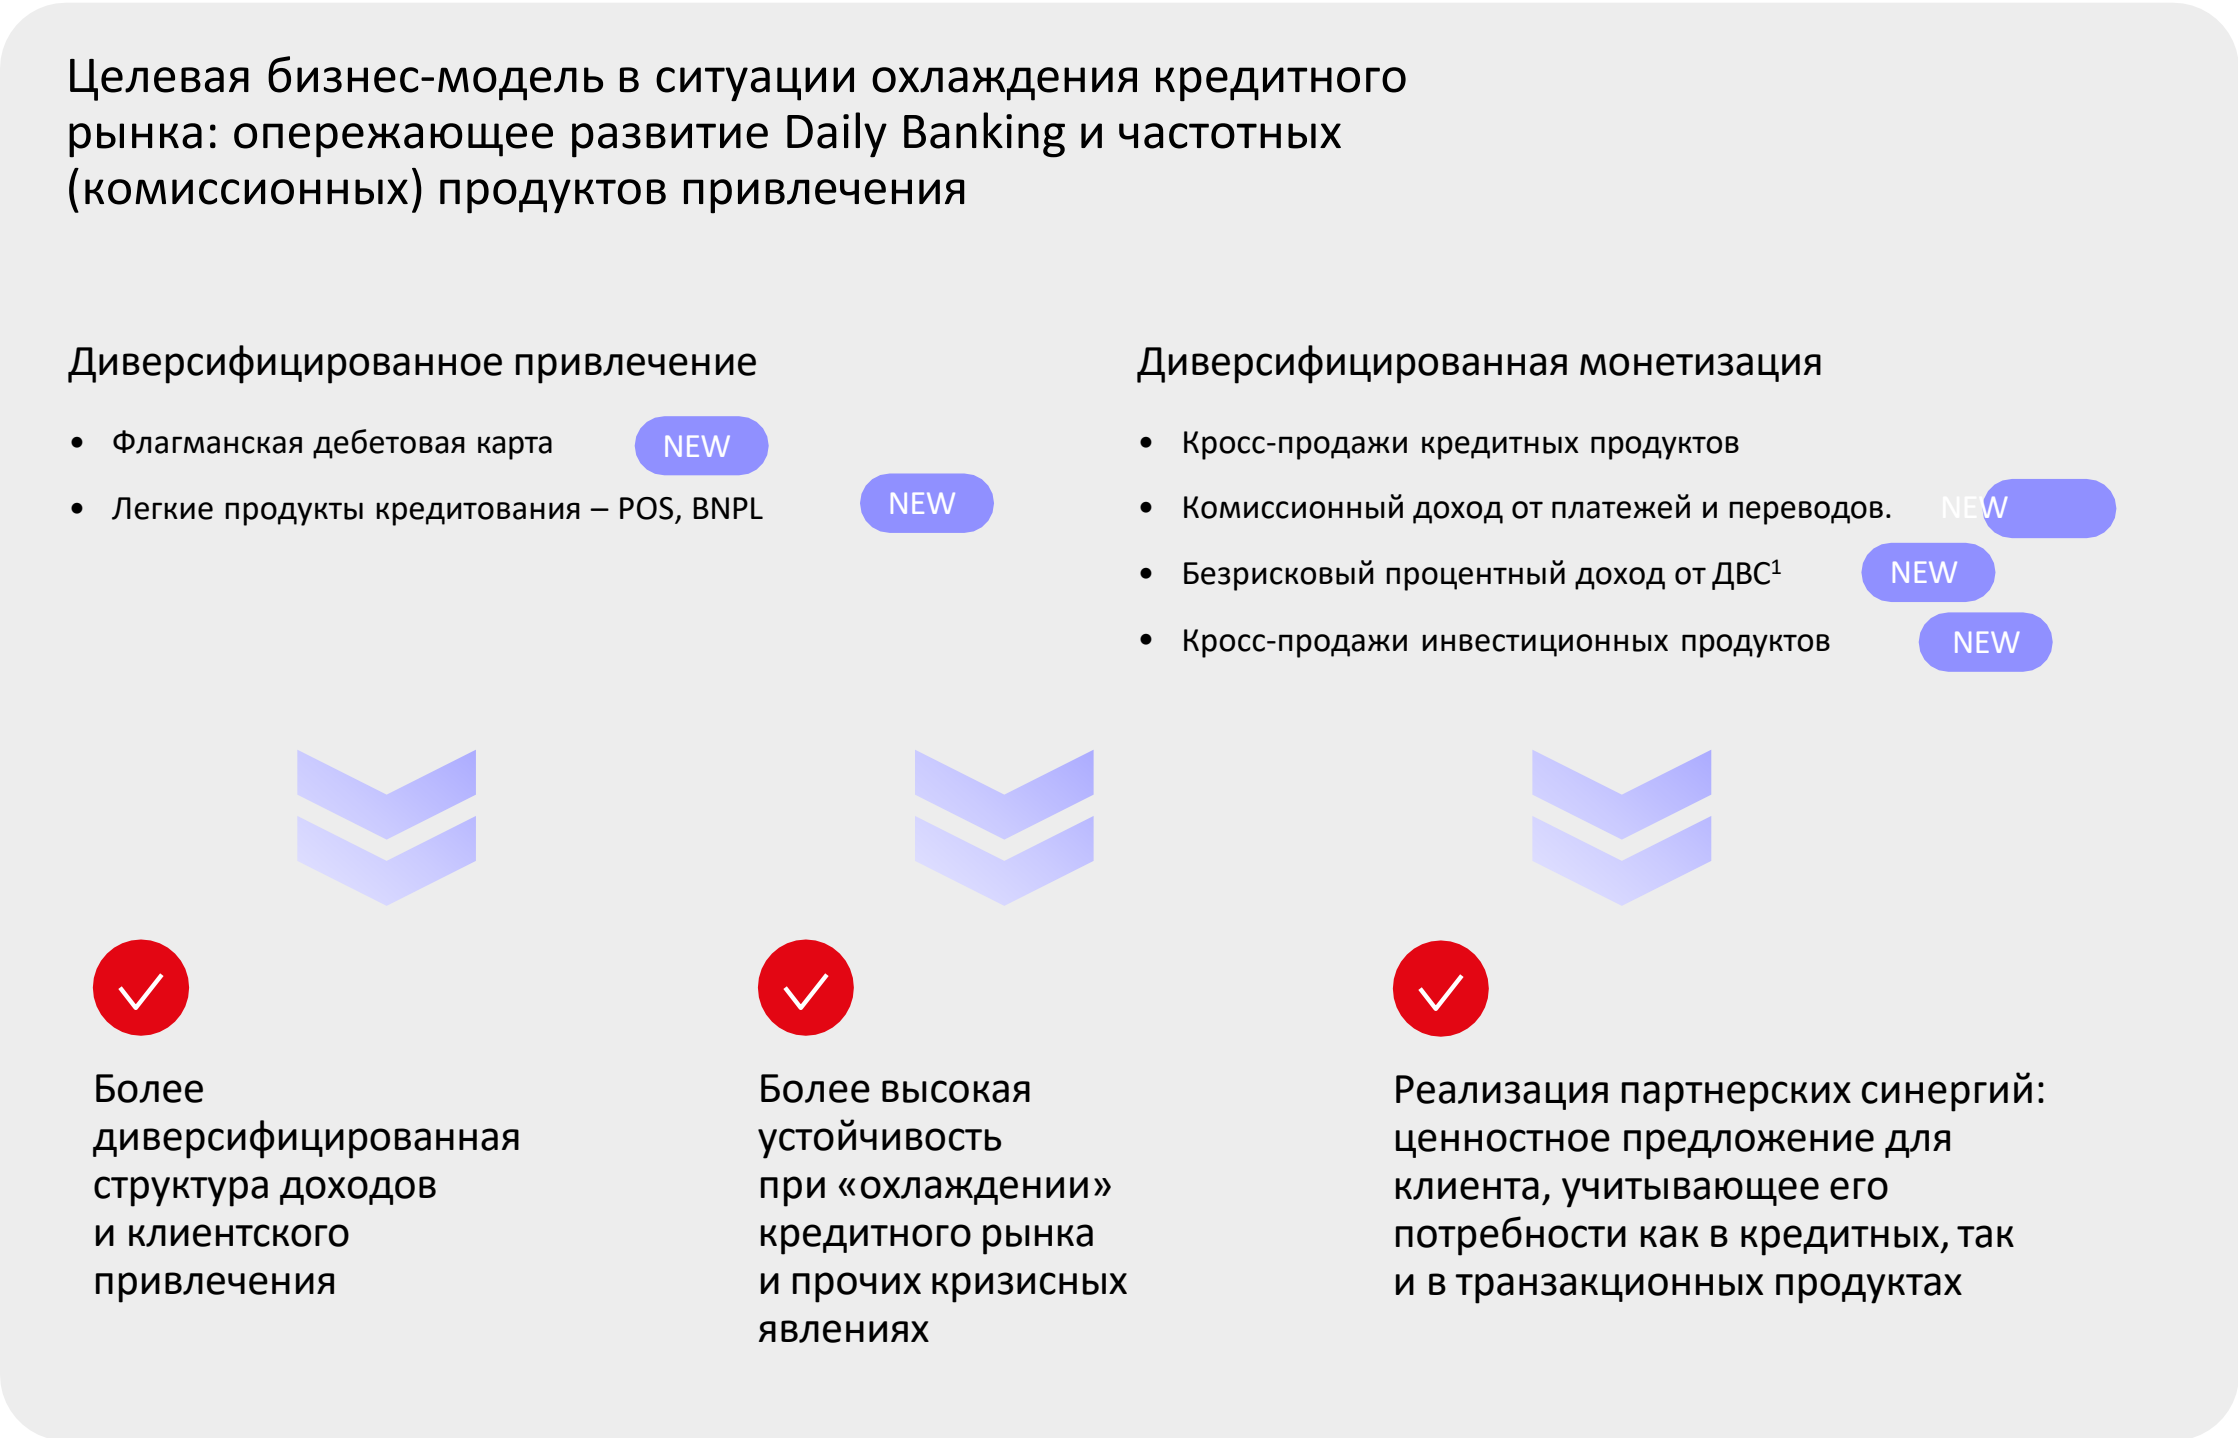 Целевая бизнес-модель в ситуации охлаждения кредитного
рынка: опережающее развитие Daily Banking и частотных
(комиссионных) продуктов привлечения
Диверсифицированное привлечение
• Флагманская дебетовая карта NEW
• Легкие продукты кредитования – POS, BNPL NEW
Диверсифицированная монетизация
• Кросс-продажи кредитных продуктов
• Комиссионный доход от платежей и переводов. NEW
• Безрисковый процентный доход от ДВС¹ NEW
• Кросс-продажи инвестиционных продуктов NEW
Более
диверсифицированная
структура доходов
и клиентского
привлечения
Более высокая
устойчивость
при «охлаждении»
кредитного рынка
и прочих кризисных
явлениях
Реализация партнерских синергий:
ценностное предложение для
клиента, учитывающее его
потребности как в кредитных, так
и в транзакционных продуктах